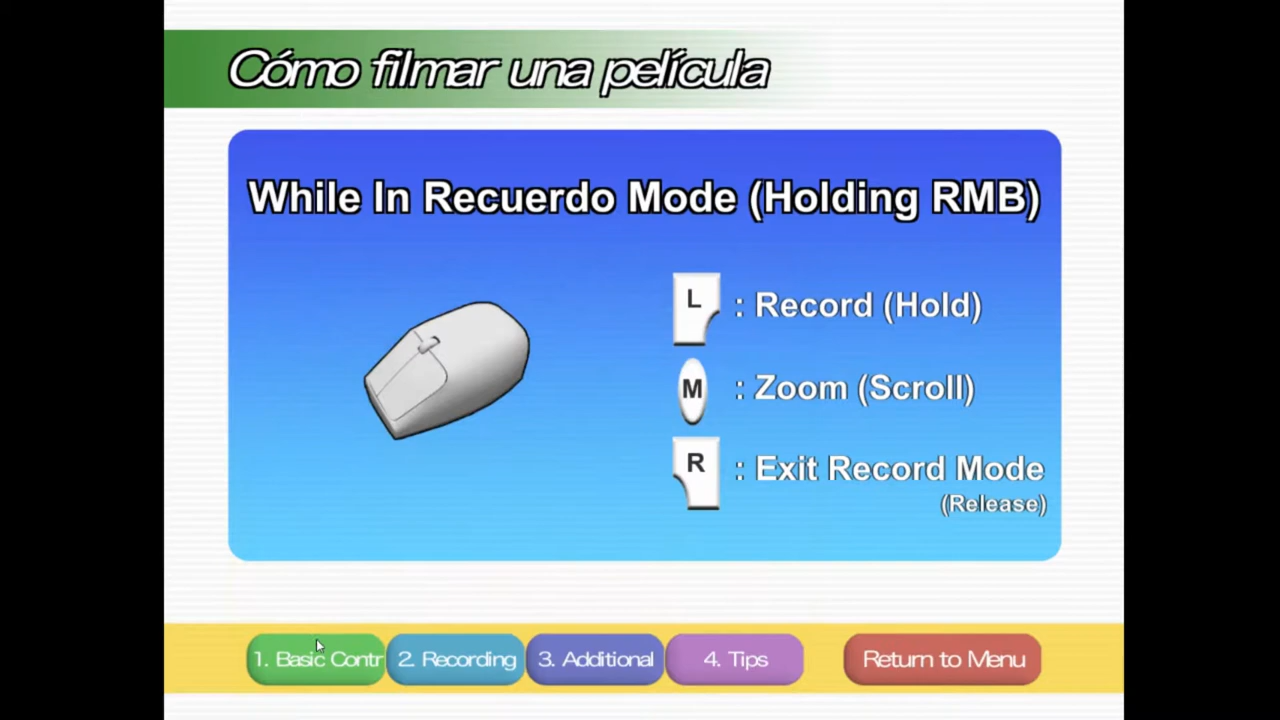 Cómo filmar una película
While In Recuerdo Mode (Holding RMB)
L : Record (Hold)
M : Zoom (Scroll)
R : Exit Record Mode
(Release)
1. Basic Contr 2. Recording 3. Additional 4. Tips Return to Menu